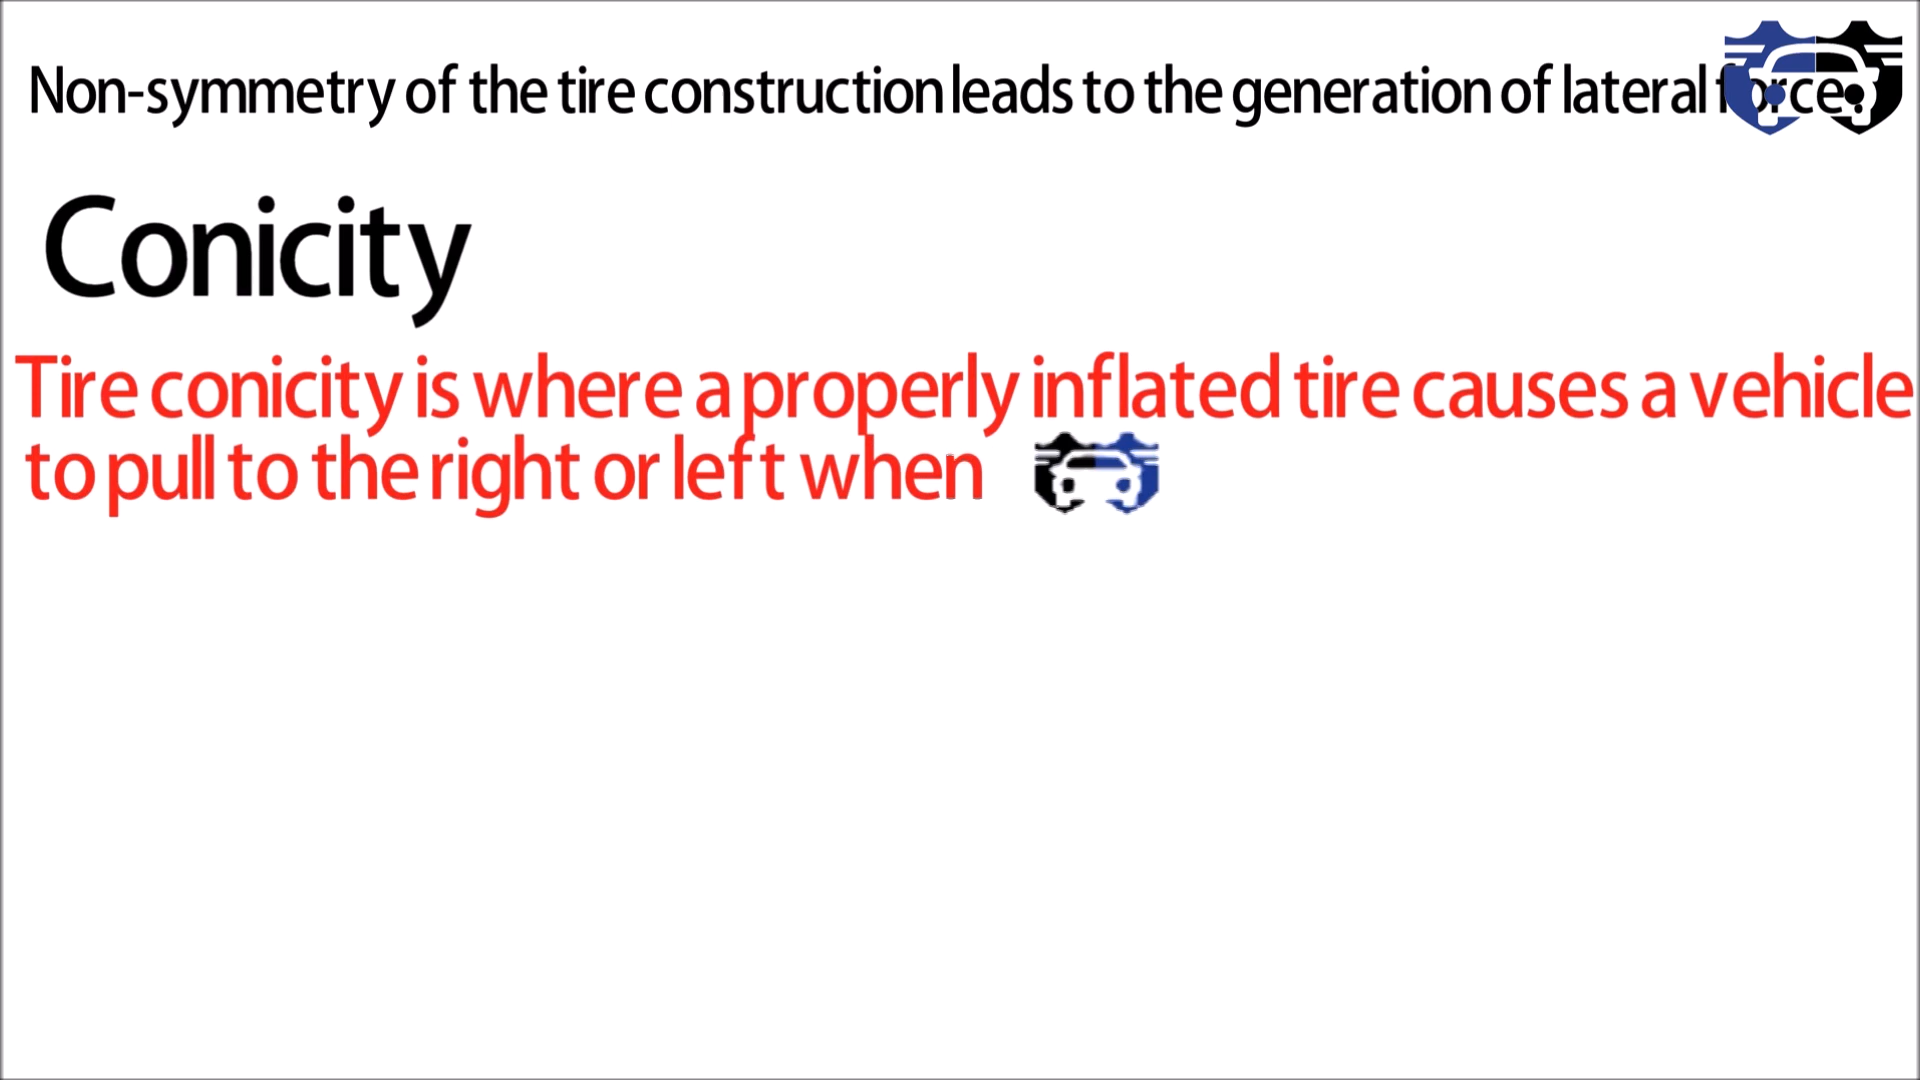 Non-symmetry of the tire construction leads to the generation of lateral force.
Conicity
Tire conicity is where a properly inflated tire causes a vehicle
to pull to the right or left when